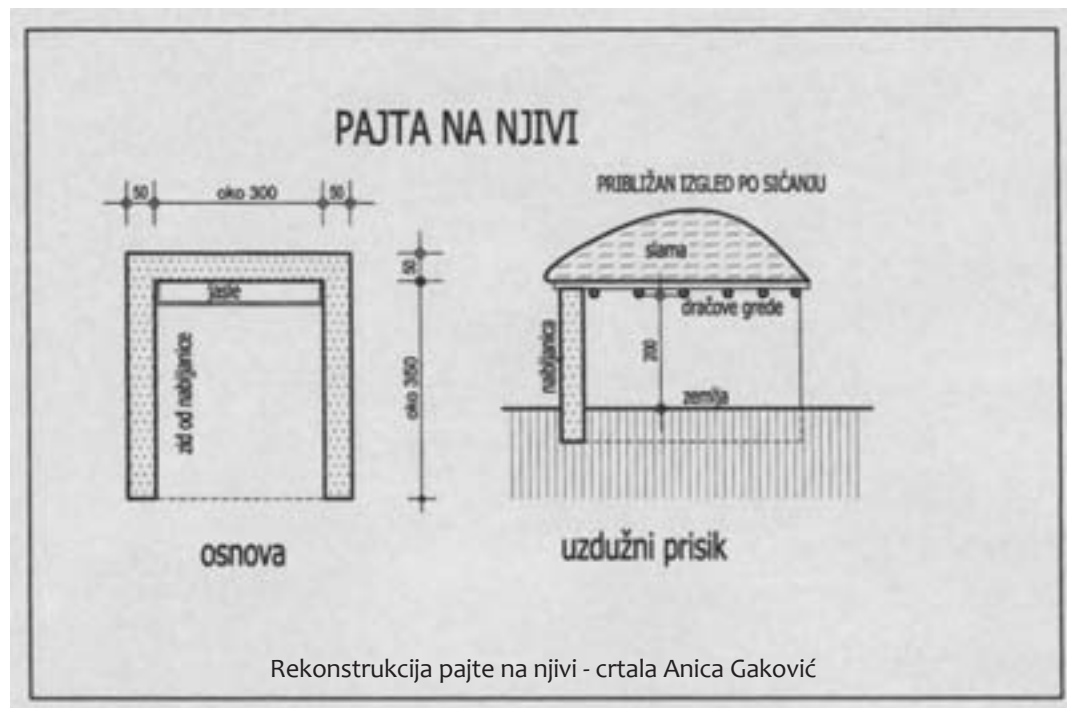 PAJTA NA NJIVI
50
oko 300
50
50
jasle
zid od nabijanice
oko 350
osnova
PRIBLIŽAN IZGLED PO SIĆANJU
slama
dračove grede
nabijanica
200
zemlja
uzdužni prisik
Rekonstrukcija pajte na njivi - crtala Anica Gaković